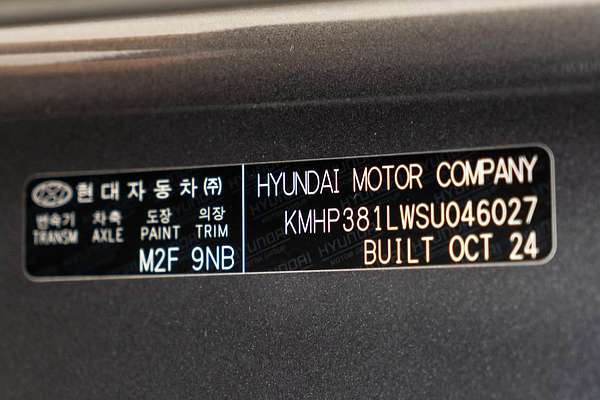 현대자동차(주)
변속기 차축 도장 의장
TRANSM AXLE PAINT TRIM
M2F 9NB
HYUNDAI MOTOR COMPANY
KMHP381LWSU046027
BUILT OCT 24